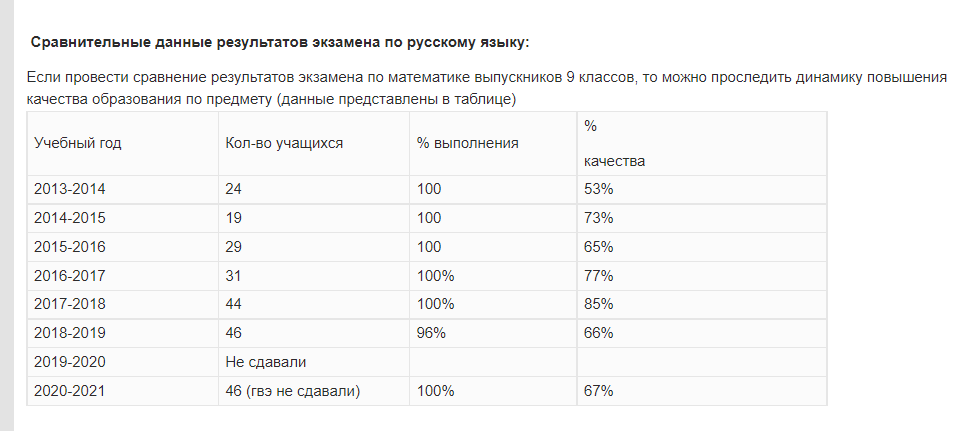 Сравнительные данные результатов экзамена по русскому языку:
Если провести сравнение результатов экзамена по математике выпускников 9 классов, то можно проследить динамику повышения
качества образования по предмету (данные представлены в таблице)
Учебный год Кол-во учащихся % выполнения %
качества
2013-2014 24 100 53%
2014-2015 19 100 73%
2015-2016 29 100 65%
2016-2017 31 100% 77%
2017-2018 44 100% 85%
2018-2019 46 96% 66%
2019-2020 Не сдавали
2020-2021 46 (гвэ не сдавали) 100% 67%